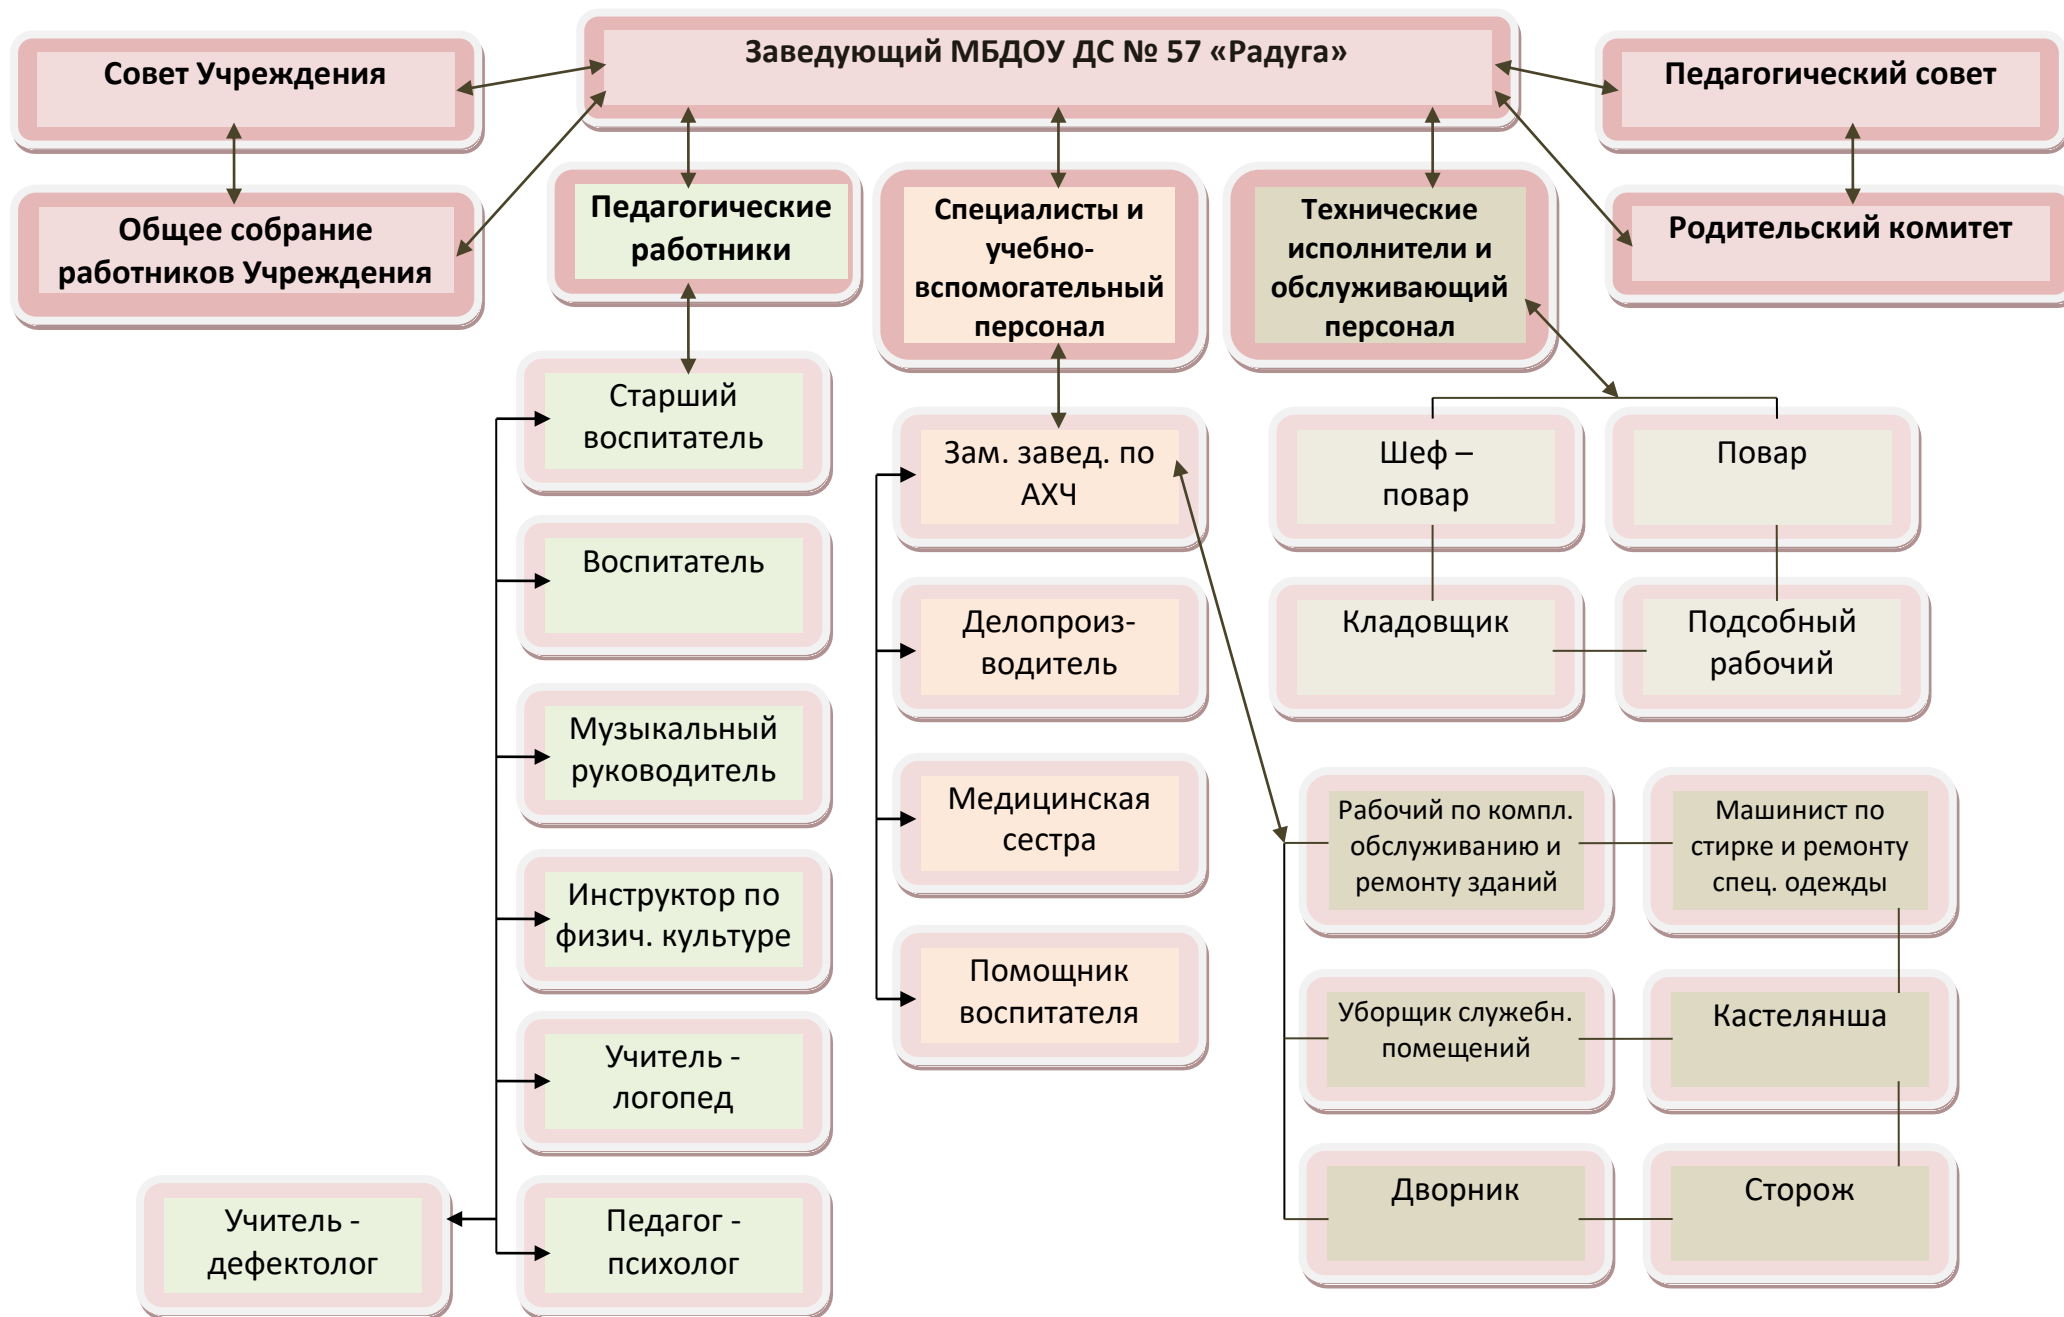 Заведующий МБДОУ ДС № 57 «Радуга»
Совет Учреждения
Педагогический совет
Общее собрание
работников Учреждения
Родительский комитет
Педагогические
работники
Специалисты и
учебно-
вспомогательный
персонал
Технические
исполнители и
обслуживающий
персонал
Старший
воспитатель
Воспитатель
Музыкальный
руководитель
Инструктор по
физич. культуре
Учитель -
логопед
Учитель -
дефектолог
Педагог -
психолог
Зам. завед. по
АХЧ
Делопроиз-
водитель
Медицинская
сестра
Помощник
воспитателя
Шеф –
повар
Повар
Кладовщик
Подсобный
рабочий
Рабочий по компл.
обслуживанию и
ремонту зданий
Машинист по
стирке и ремонту
спец. одежды
Уборщик служебн.
помещений
Кастелянша
Дворник
Сторож